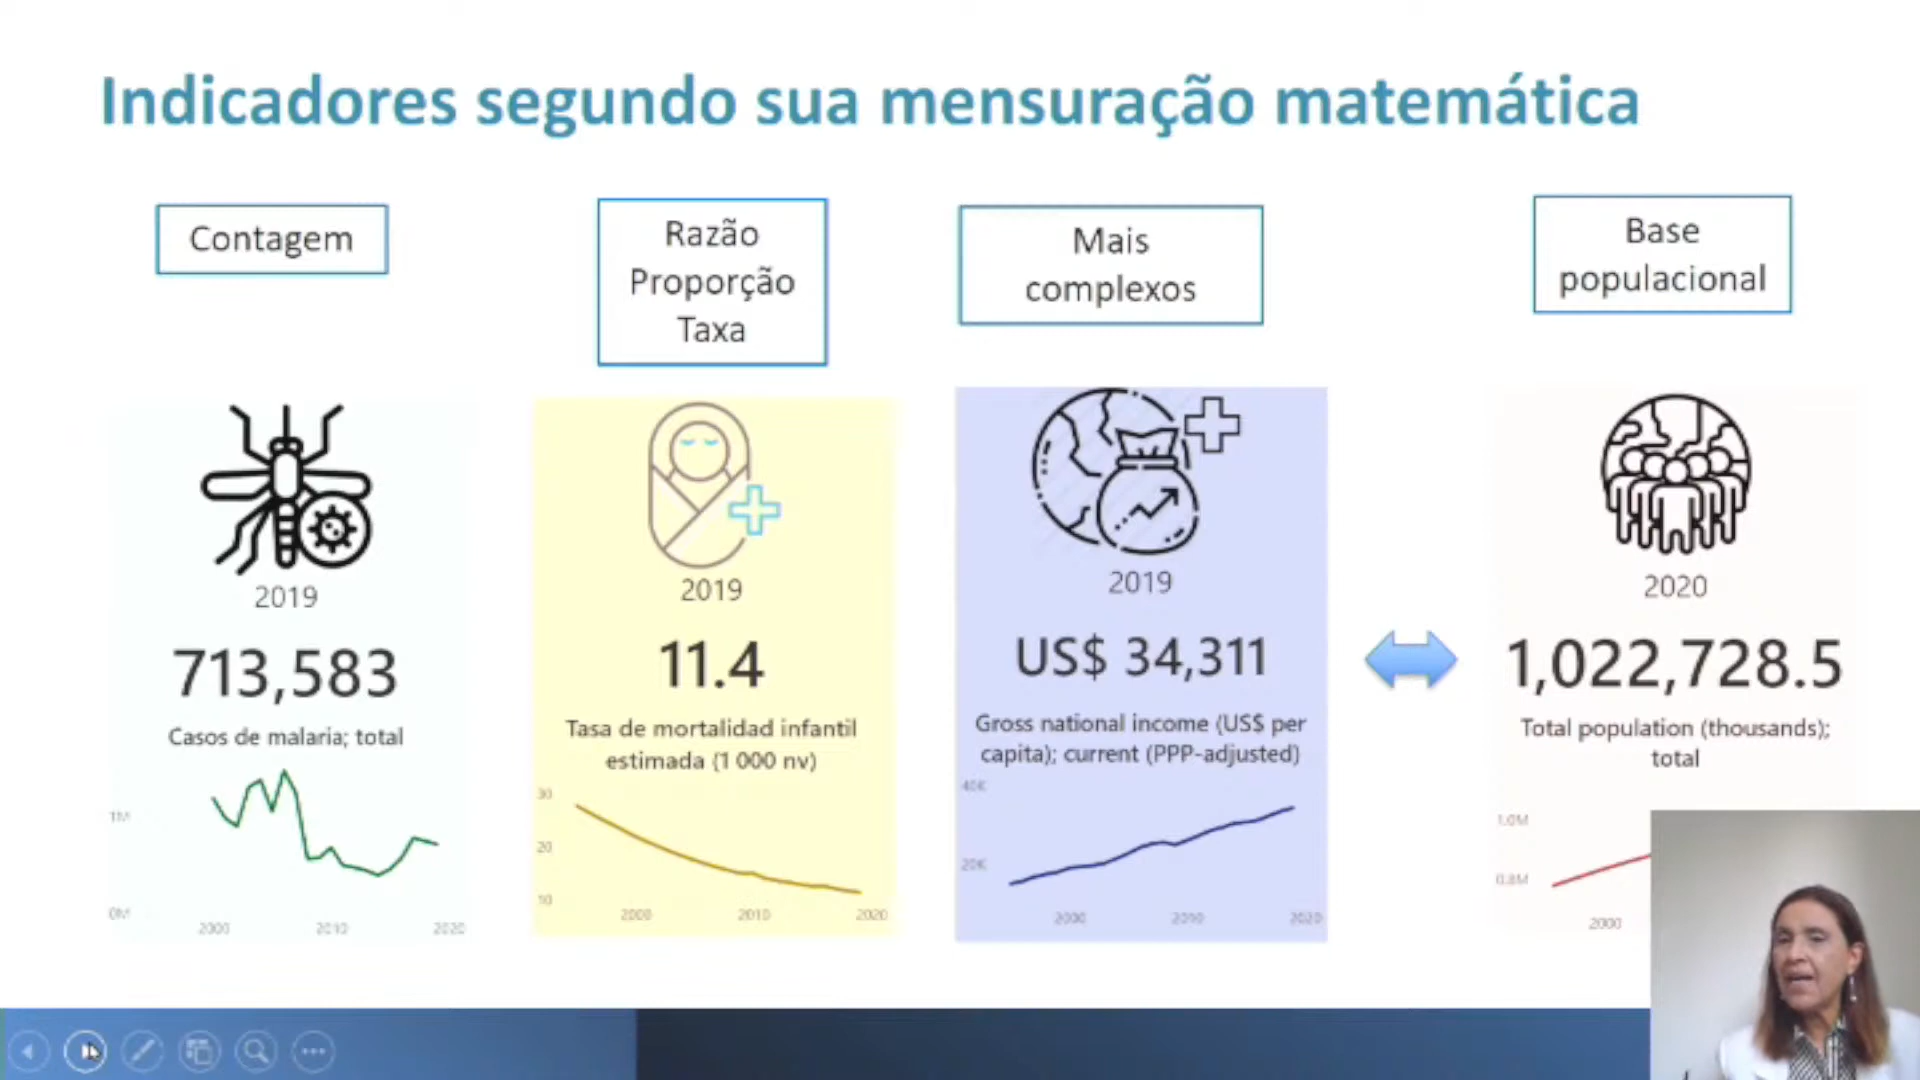 Indicadores segundo sua mensuração matemática
Contagem
Razão
Proporção
Taxa
Mais
complexos
Base
populacional
2019
713,583
Casos de malaria; total
1M
0M
2000
2010
2020
2019
11.4
Tasa de mortalidad infantil
estimada (1 000 nv)
30
20
10
2000
2010
2020
2019
US$ 34,311
Gross national income (US$ per
capita); current (PPP-adjusted)
40K
20K
2000
2010
2020
2020
1,022,728.5
Total population (thousands);
total
1.0M
0.8M
2000